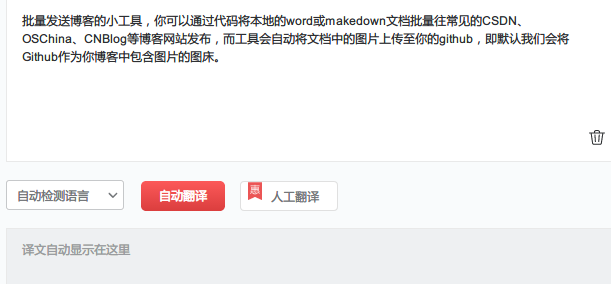 批量发送博客的小工具，你可以通过代码将本地的word或makedown文档批量往常见的CSDN、
OSChina、CNBlog等博客网站发布，而工具会自动将文档中的图片上传至你的github，即默认我们会将
Github作为你博客中包含图片的图床。
自动检测语言
自动翻译
惠
人工翻译
译文自动显示在这里